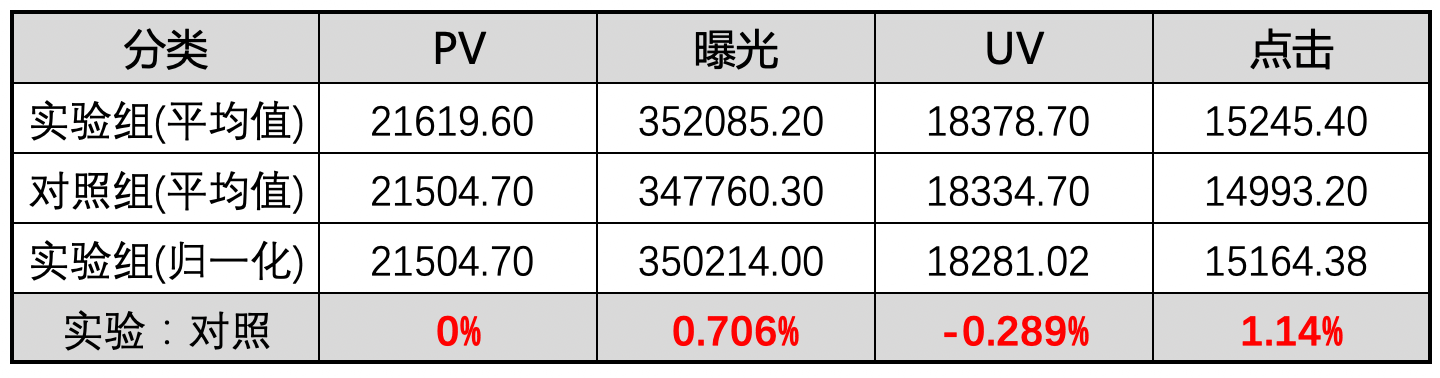 分类 PV 曝光 UV 点击
实验组(平均值) 21619.60 352085.20 18378.70 15245.40
对照组(平均值) 21504.70 347760.30 18334.70 14993.20
实验组(归一化) 21504.70 350214.00 18281.02 15164.38
实验：对照 0% 0.706% -0.289% 1.14%